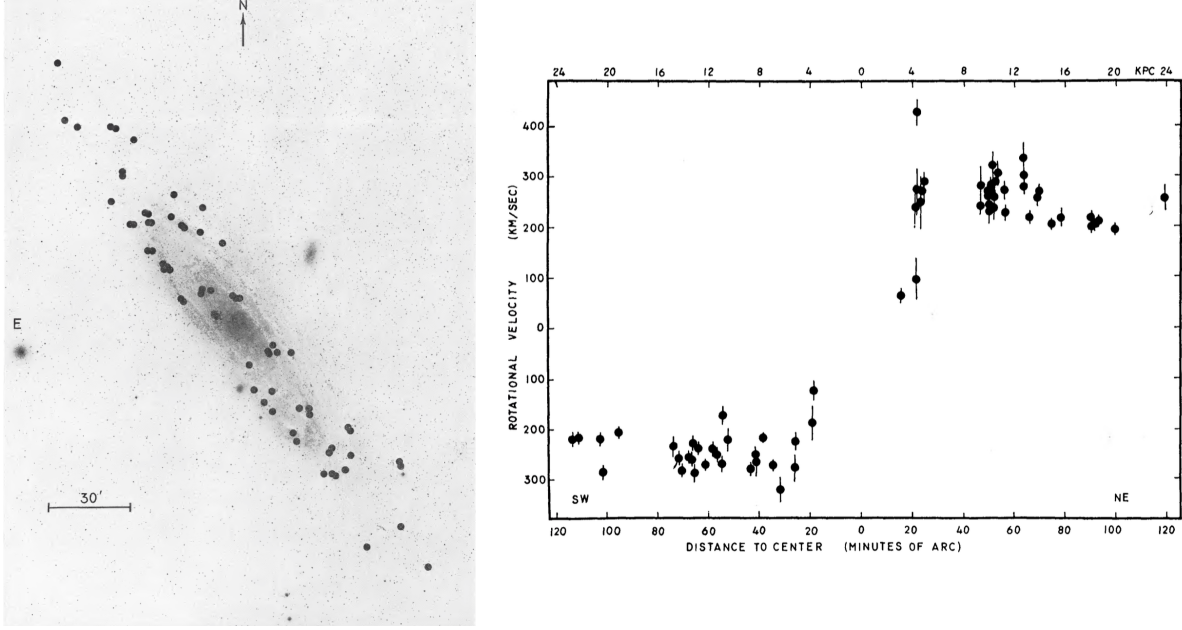 N
E
30'
24 20 16 12 8 4 0 4 8 12 16 20 KPC 24
400
300
200
100
0
100
200
300
ROTATIONAL VELOCITY (KM/SEC)
SW NE
120 100 80 60 40 20 0 20 40 60 80 100 120
DISTANCE TO CENTER (MINUTES OF ARC)